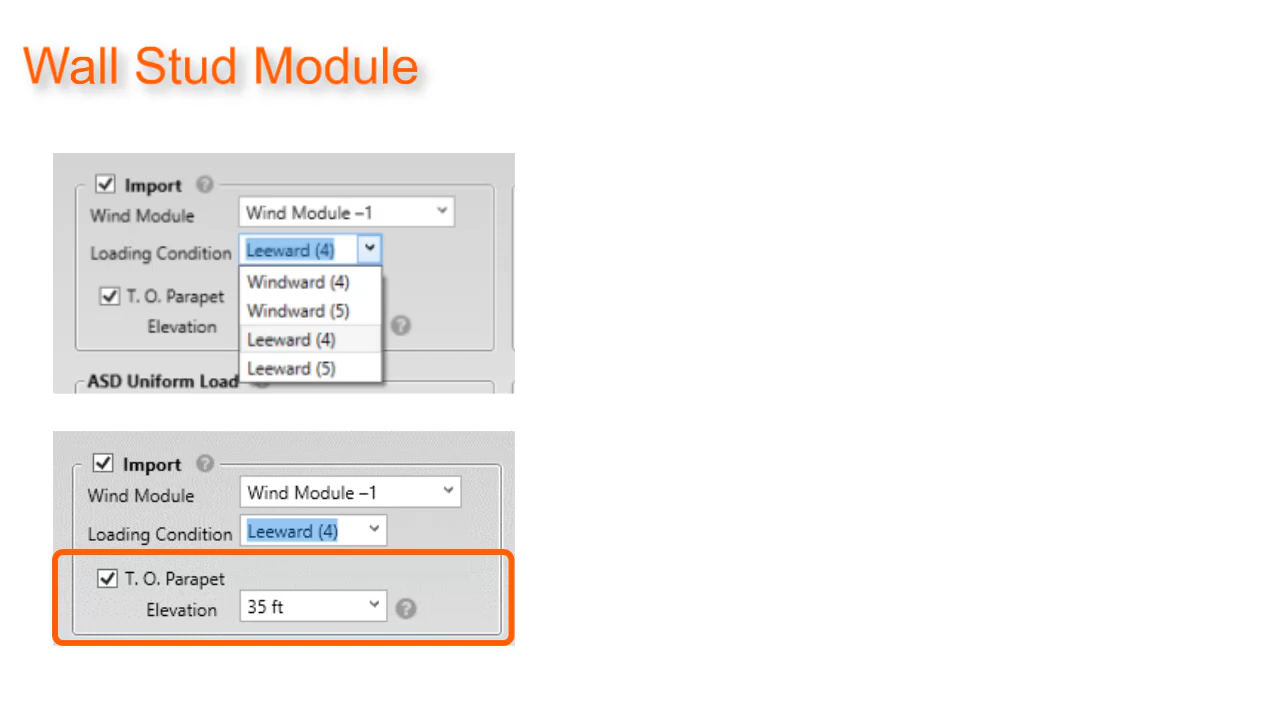 Wall Stud Module
Import ?
Wind Module Wind Module –1
Loading Condition Leeward (4)
Windward (4)
T. O. Parapet
Windward (5)
Elevation ?
Leeward (4)
Leeward (5)
ASD Uniform Load
Import ?
Wind Module Wind Module –1
Loading Condition Leeward (4)
T. O. Parapet
Elevation 35 ft ?